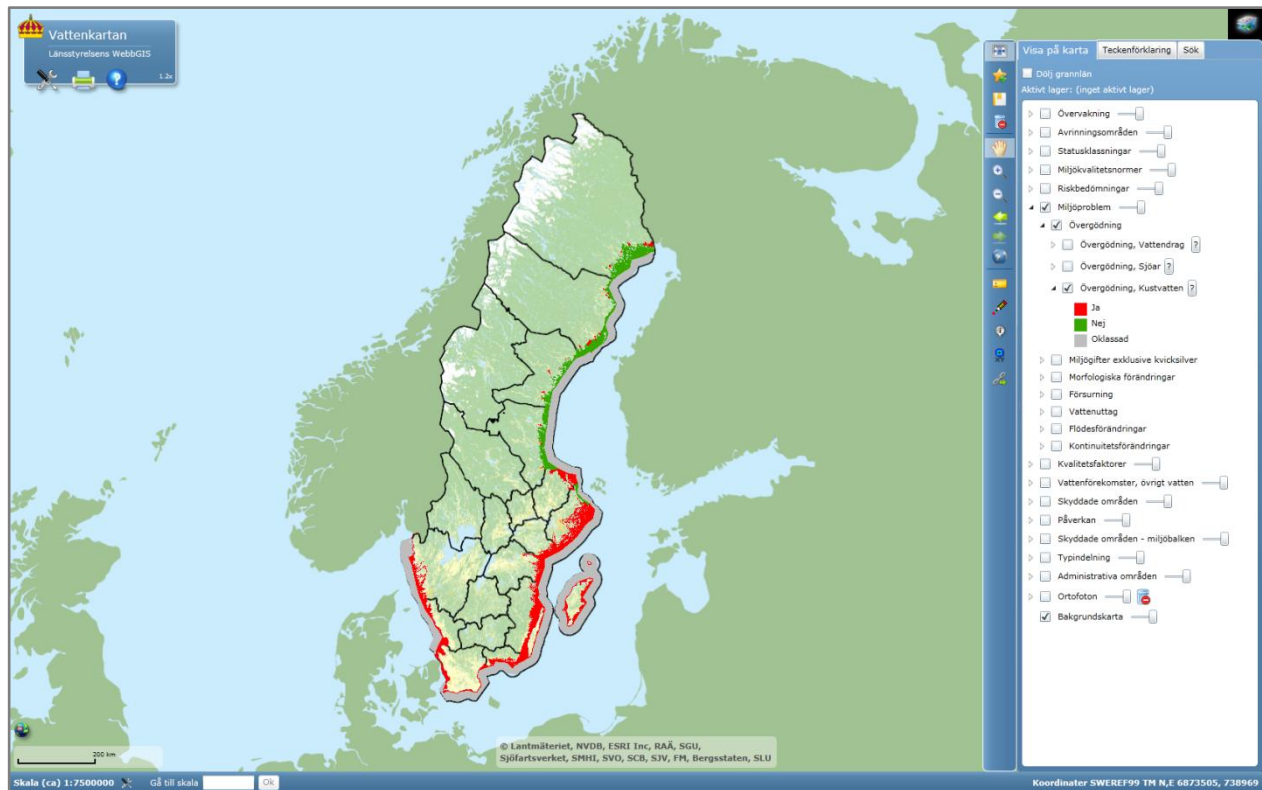 Vattenkartan
Länsstyrelsens WebbGIS
1.2x
Visa på karta
Teckenförklaring
Sök
Dölj grannlän
Aktivt lager: (inget aktivt lager)
Övervakning
Avrinningsområden
Statusklassningar
Miljökvalitetsnormer
Riskbedömningar
Miljöproblem
Övergödning
Övergödning, Vattendrag ?
Övergödning, Sjöar ?
Övergödning, Kustvatten ?
Ja
Nej
Oklassad
Miljögifter exklusive kvicksilver
Morfologiska förändringar
Försurning
Vattenuttag
Flödesförändringar
Kontinuitetsförändringar
Kvalitetsfaktorer
Vattenförekomster, övrigt vatten
Skyddade områden
Påverkan
Skyddade områden - miljöbalken
Typindelning
Administrativa områden
Ortofoton
Bakgrundskarta
200 km
© Lantmäteriet, NVDB, ESRI Inc, RAÄ, SGU,
Sjöfartsverket, SMHI, SVO, SCB, SJV, FM, Bergsstaten, SLU
Skala (ca) 1:7500000
Gå till skala
Ok
Koordinater SWEREF99 TM N,E 6873505, 738969